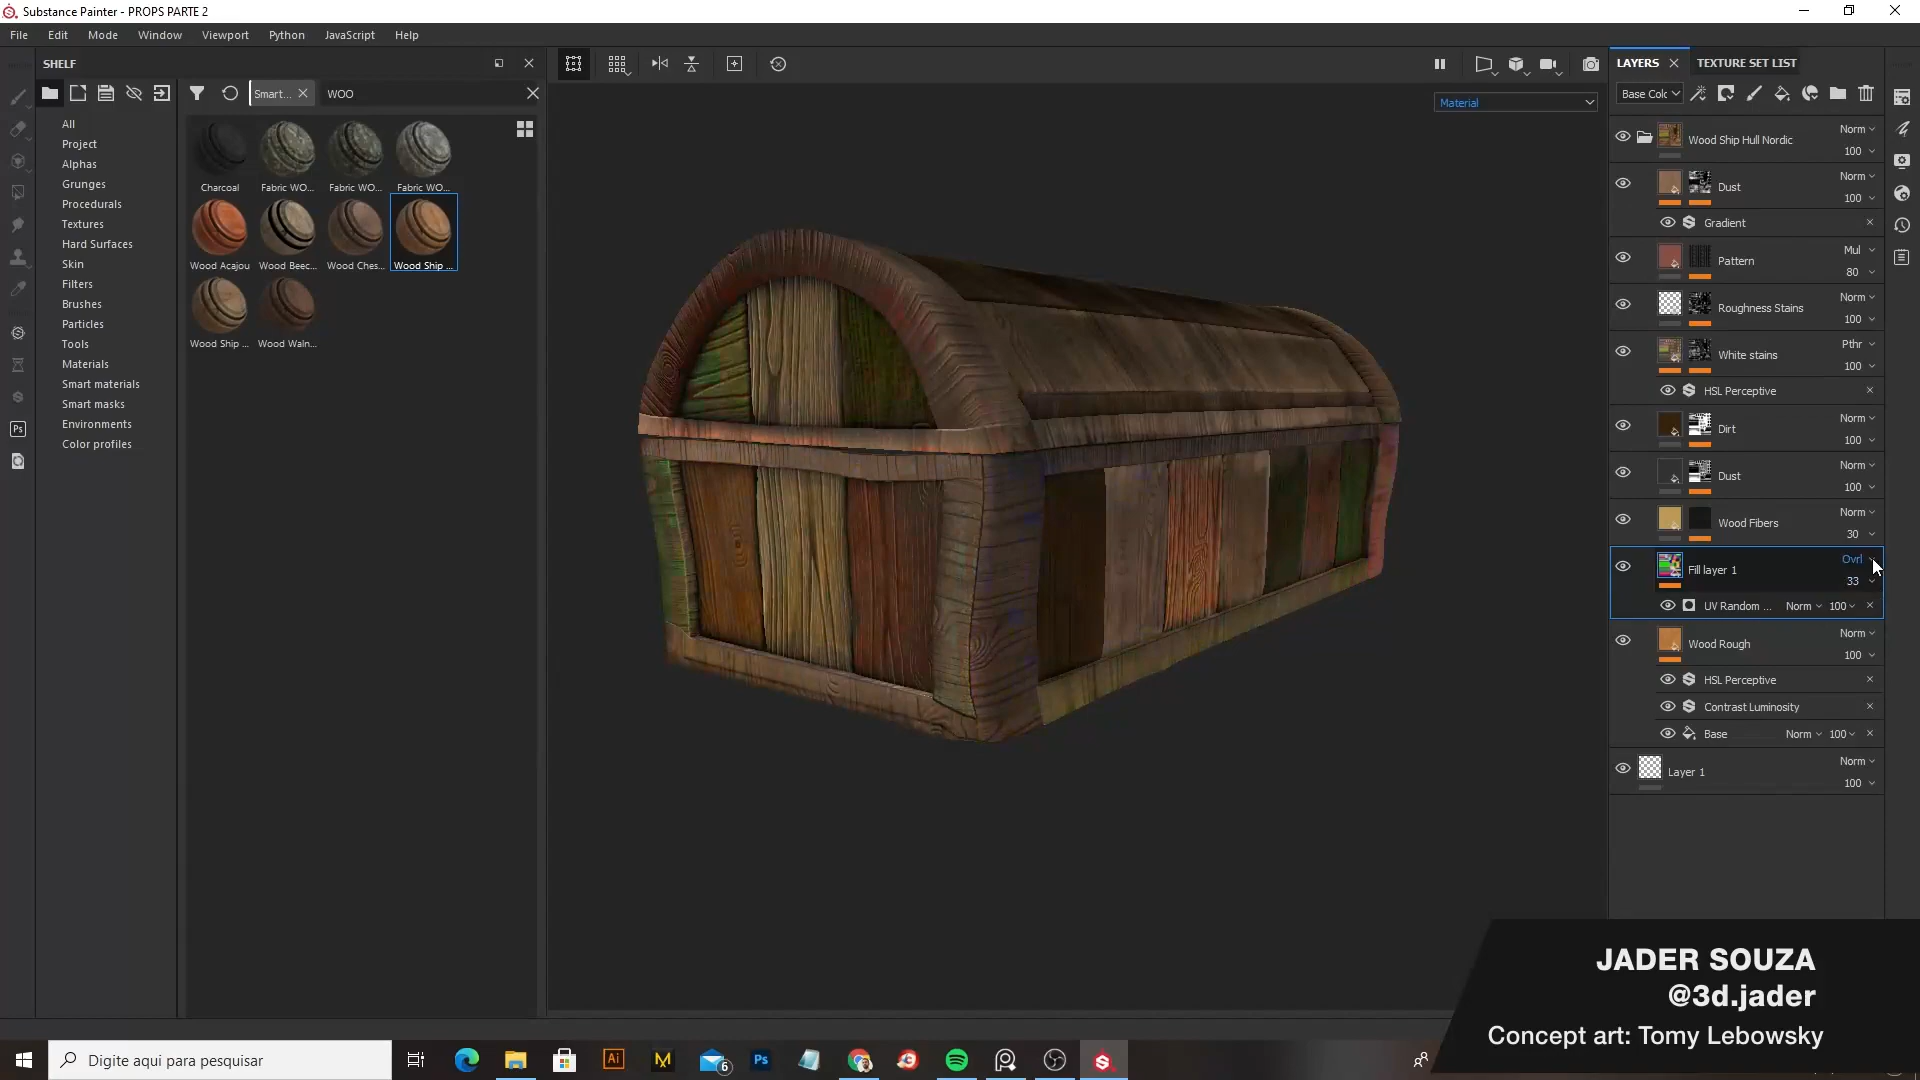 Substance Painter - PROPS PARTE 2
File Edit Mode Window Viewport Python JavaScript Help
SHELF
Smart...
WOO
All
Project
Alphas
Grunges
Procedurals
Textures
Hard Surfaces
Skin
Filters
Brushes
Particles
Tools
Materials
Smart materials
Smart masks
Environments
Color profiles
Charcoal Fabric WO... Fabric WO... Fabric WO...
Wood Acajou Wood Beec... Wood Ches... Wood Ship ...
Wood Ship ... Wood Waln...
Material
LAYERS TEXTURE SET LIST
Base Colc
Wood Ship Hull Nordic Norm
100
Dust Norm
100
Gradient
Pattern Mul
80
Roughness Stains Norm
100
White stains Pthr
100
HSL Perceptive
Dirt Norm
100
Dust Norm
100
Wood Fibers Norm
30
Fill layer 1 Ovrl
33
UV Random ... Norm 100
Wood Rough Norm
100
HSL Perceptive
Contrast Luminosity
Base Norm 100
Layer 1 Norm
100
JADER SOUZA
@3d.jader
Concept art: Tomy Lebowsky
Digite aqui para pesquisar
Ps
Ai
6
Ps